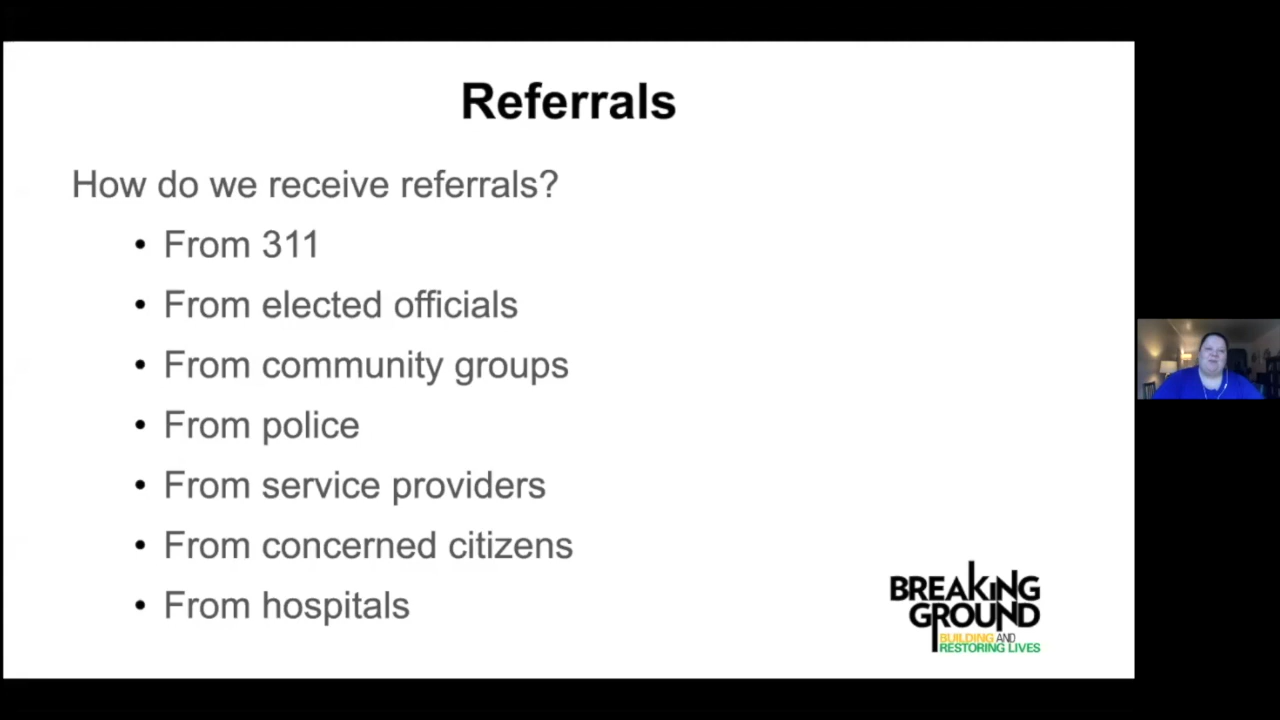 Referrals
How do we receive referrals?
• From 311
• From elected officials
• From community groups
• From police
• From service providers
• From concerned citizens
• From hospitals
BREAKING
GROUND
BUILDING AND
RESTORING LIVES